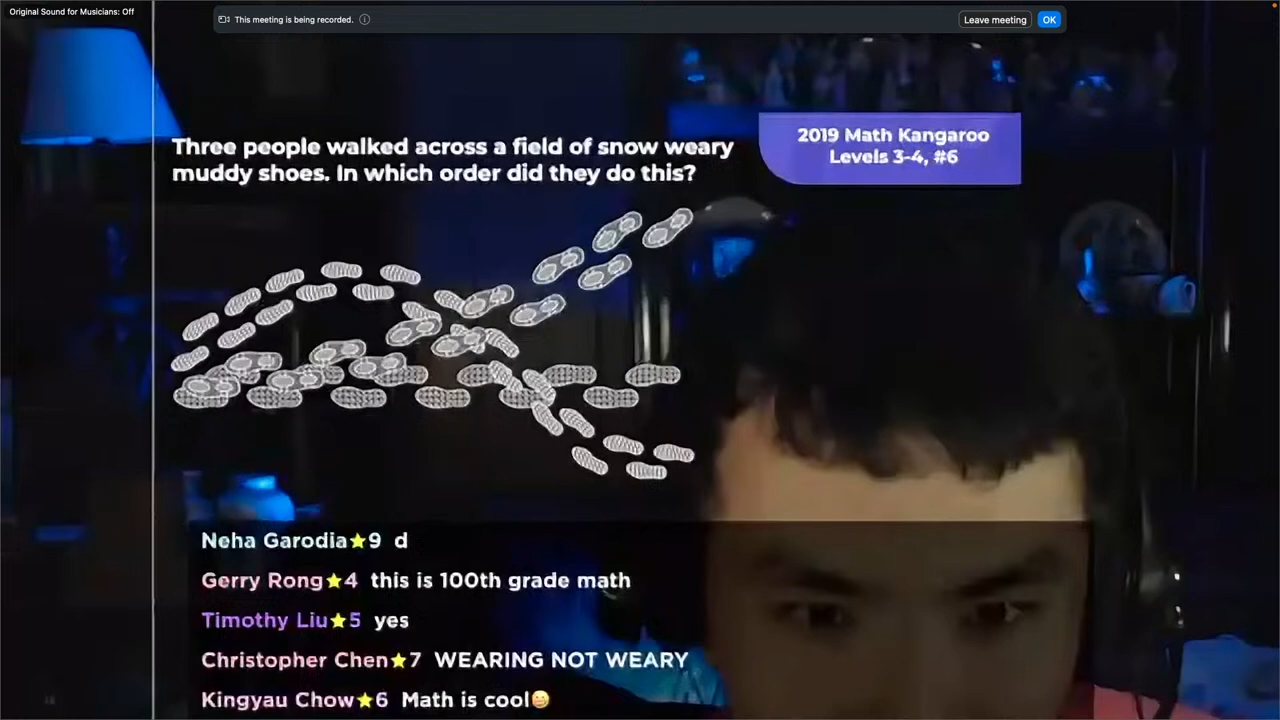 Original Sound for Musicians: Off
This meeting is being recorded.
Leave meeting
OK
Three people walked across a field of snow weary
muddy shoes. In which order did they do this?
2019 Math Kangaroo
Levels 3-4, #6
Neha Garodia⭐9 d
Gerry Rong⭐4 this is 100th grade math
Timothy Liu⭐5 yes
Christopher Chen⭐7 WEARING NOT WEARY
Kingyau Chow⭐6 Math is cool😬